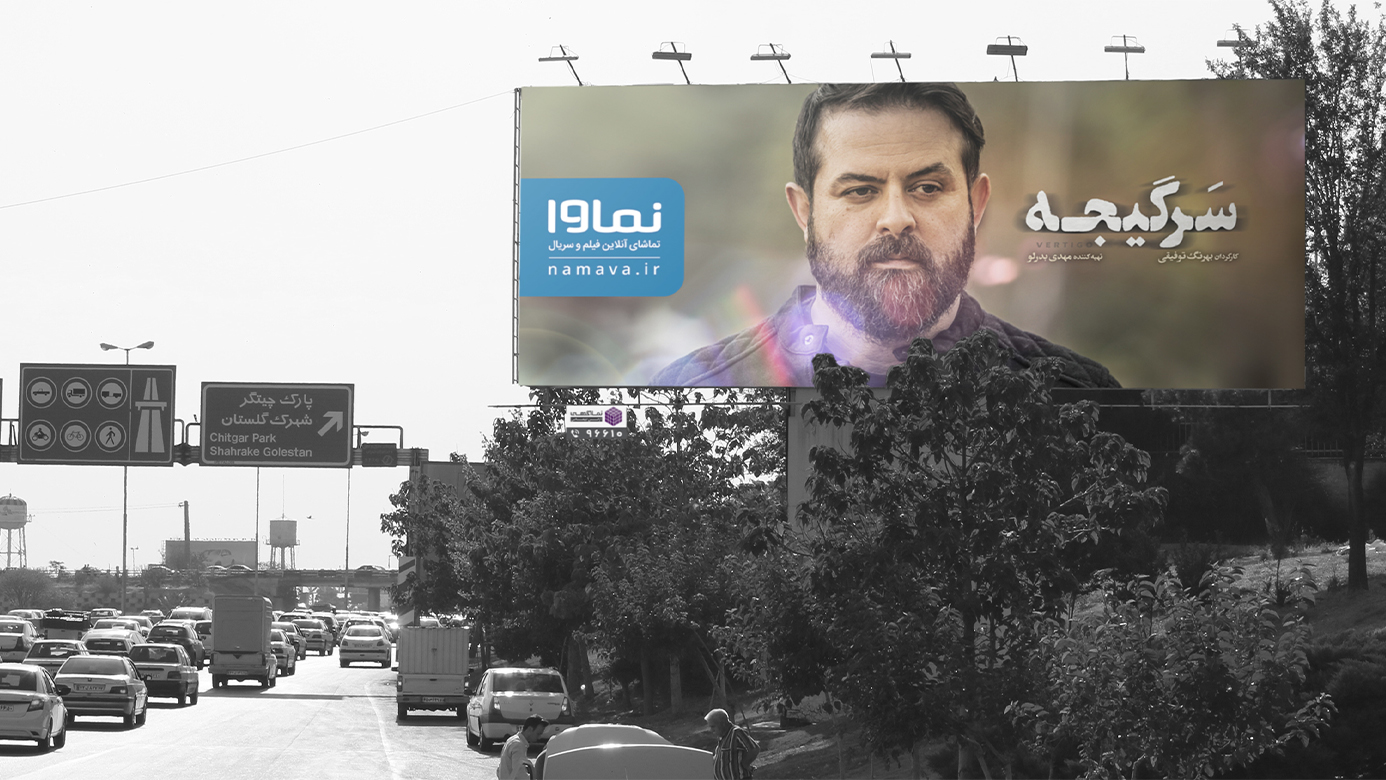 نماوا
تماشای آنلاین فیلم و سریال
namava.ir
سَرگیجه
VERTIGO
کارگردان بهرنگ توفیقی
تهیه‌کننده مهدی بدرلو
پارک چیتگر
شهرک گلستان
Chitgar Park
Shahrake Golestan
۹۶۶۱۰